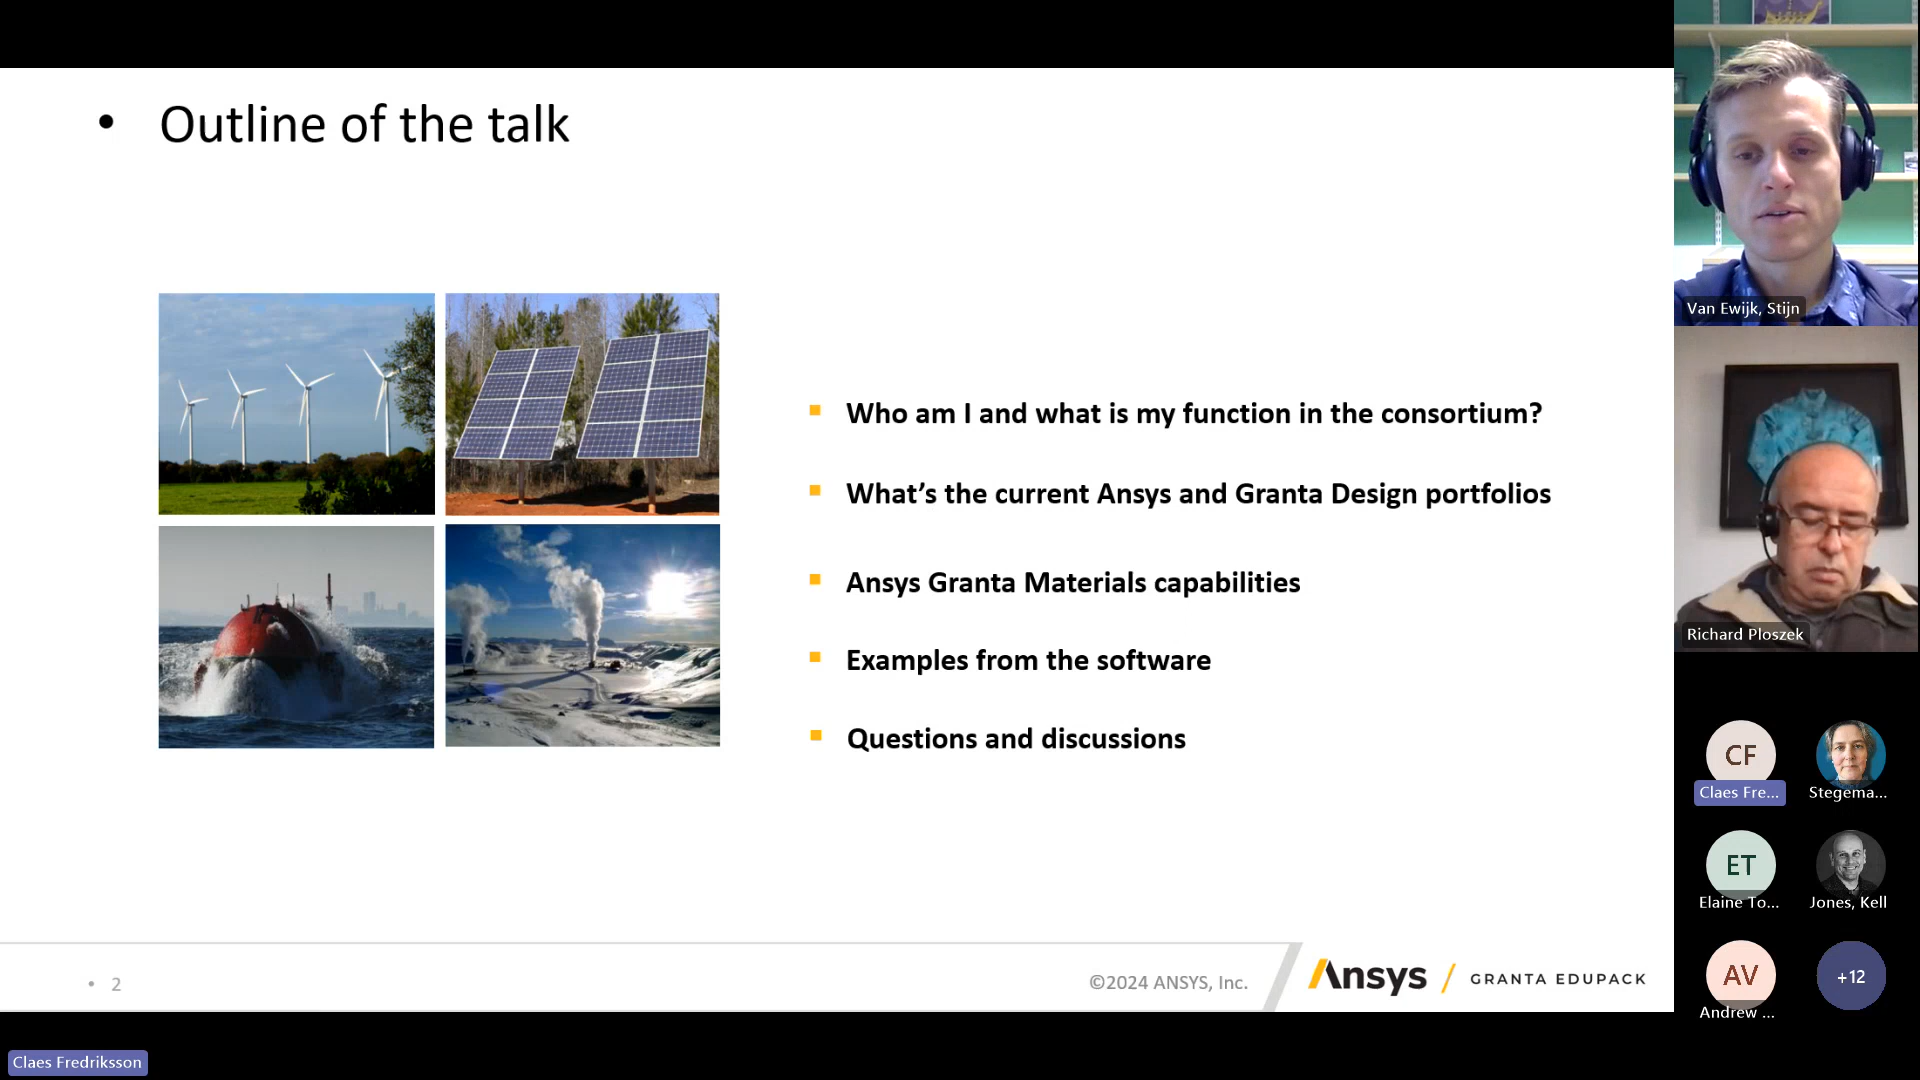 • Outline of the talk
Who am I and what is my function in the consortium?
What’s the current Ansys and Granta Design portfolios
Ansys Granta Materials capabilities
Examples from the software
Questions and discussions
• 2
©2024 ANSYS, Inc.
Ansys / GRANTA EDUPACK
Van Ewijk, Stijn
Richard Ploszek
CF
Claes Fre...
Stegema...
ET
Elaine To...
Jones, Kell
AV
Andrew ...
+12
Claes Fredriksson